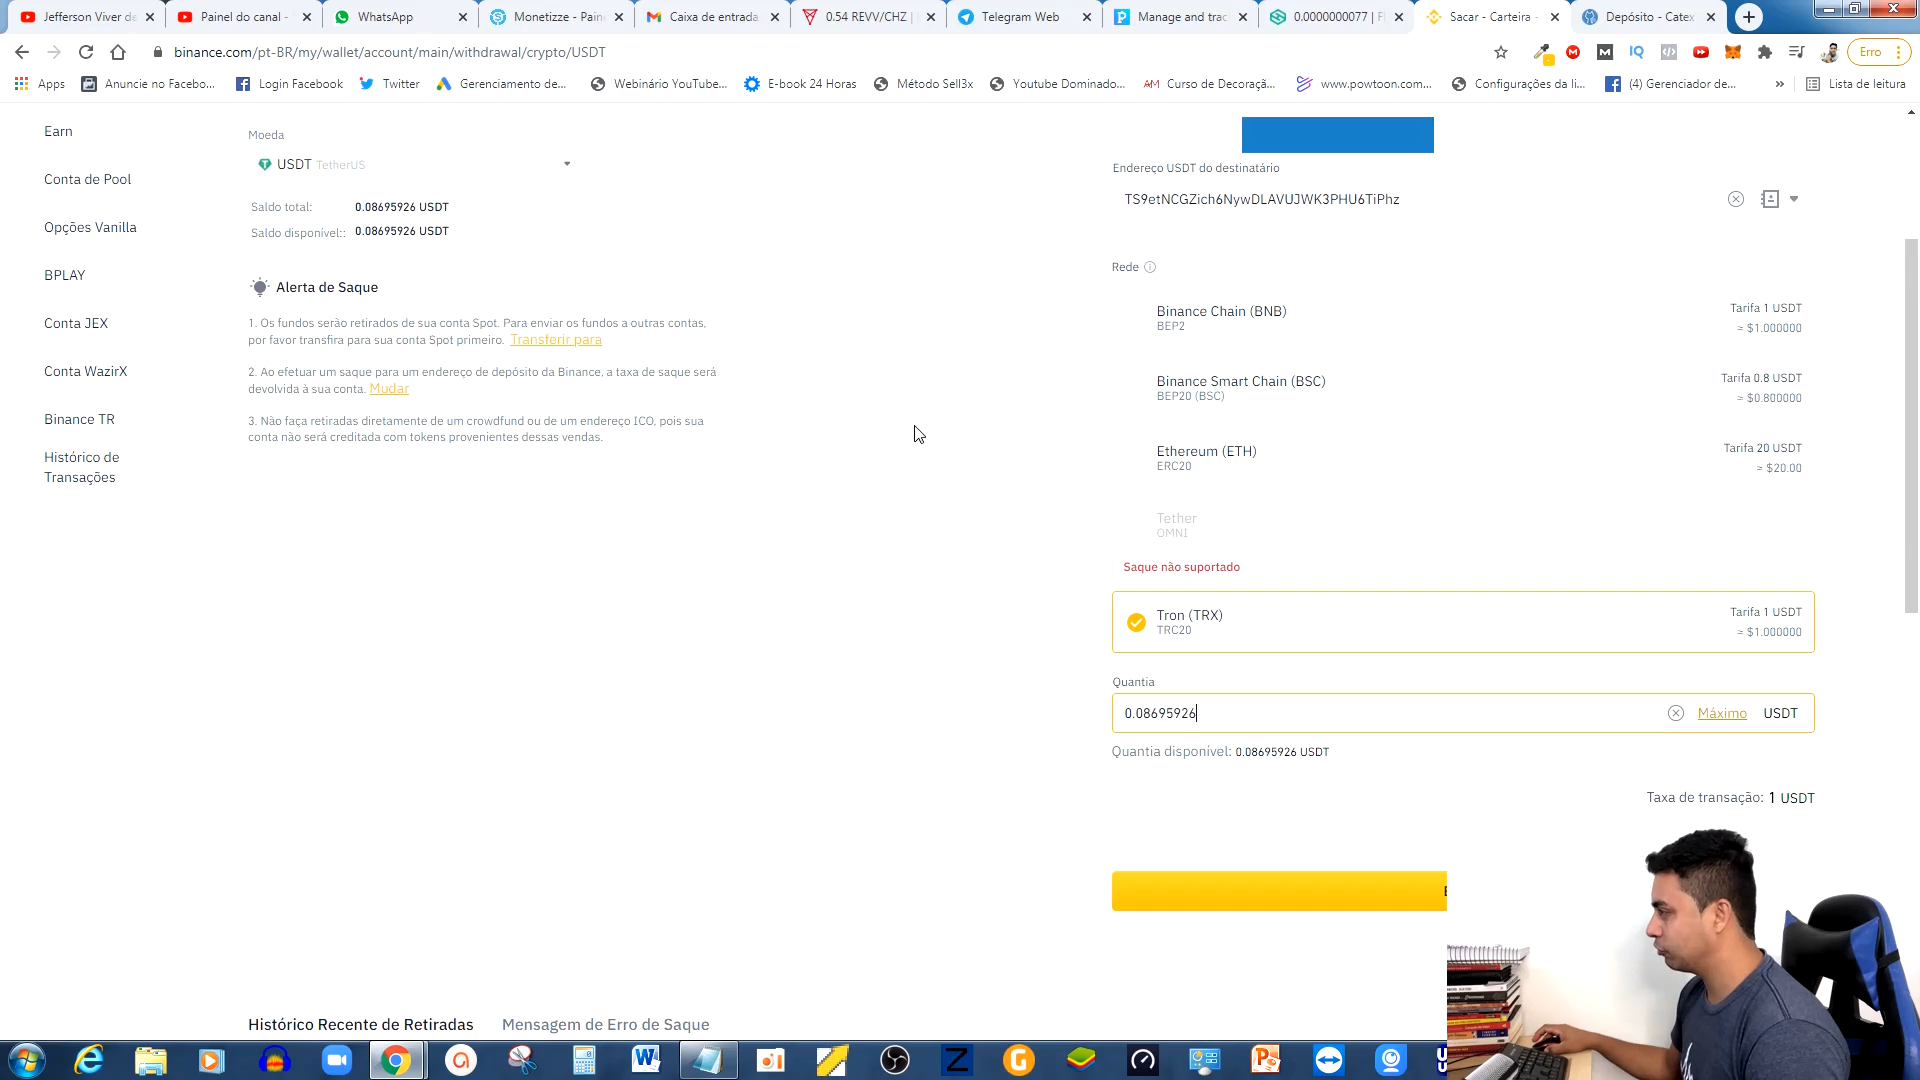 Jefferson Viver de
Painel do canal -
WhatsApp
Monetizze - Pain
Caixa de entrada
0.54 REVV/CHZ |
Telegram Web
Manage and trac
0.0000000077 | F
Sacar - Carteira -
Depósito - Catex
binance.com/pt-BR/my/wallet/account/main/withdrawal/crypto/USDT
Erro
Apps
Anuncie no Facebo...
Login Facebook
Twitter
Gerenciamento de...
Webinário YouTube...
E-book 24 Horas
Método Sell3x
Youtube Dominado...
Curso de Decoraçã...
www.powtoon.com...
Configurações da li...
(4) Gerenciador de...
»
Lista de leitura
Earn
Conta de Pool
Opções Vanilla
BPLAY
Conta JEX
Conta WazirX
Binance TR
Histórico de
Transações
Moeda
USDT TetherUS
Saldo total: 0.08695926 USDT
Saldo disponível:: 0.08695926 USDT
Alerta de Saque
1. Os fundos serão retirados de sua conta Spot. Para enviar os fundos a outras contas,
por favor transfira para sua conta Spot primeiro. Transferir para
2. Ao efetuar um saque para um endereço de depósito da Binance, a taxa de saque será
devolvida à sua conta. Mudar
3. Não faça retiradas diretamente de um crowdfund ou de um endereço ICO, pois sua
conta não será creditada com tokens provenientes dessas vendas.
Endereço USDT do destinatário
TS9etNCGZich6NywDLAVUJWK3PHU6TiPhz
Rede
Binance Chain (BNB) Tarifa 1 USDT
BEP2 ≈ $1.000000
Binance Smart Chain (BSC) Tarifa 0.8 USDT
BEP20 (BSC) ≈ $0.800000
Ethereum (ETH) Tarifa 20 USDT
ERC20 ≈ $20.00
Tether
OMNI
Saque não suportado
Tron (TRX) Tarifa 1 USDT
TRC20 ≈ $1.000000
Quantia
0.08695926 Máximo USDT
Quantia disponível: 0.08695926 USDT
Taxa de transação: 1 USDT
Histórico Recente de Retiradas
Mensagem de Erro de Saque